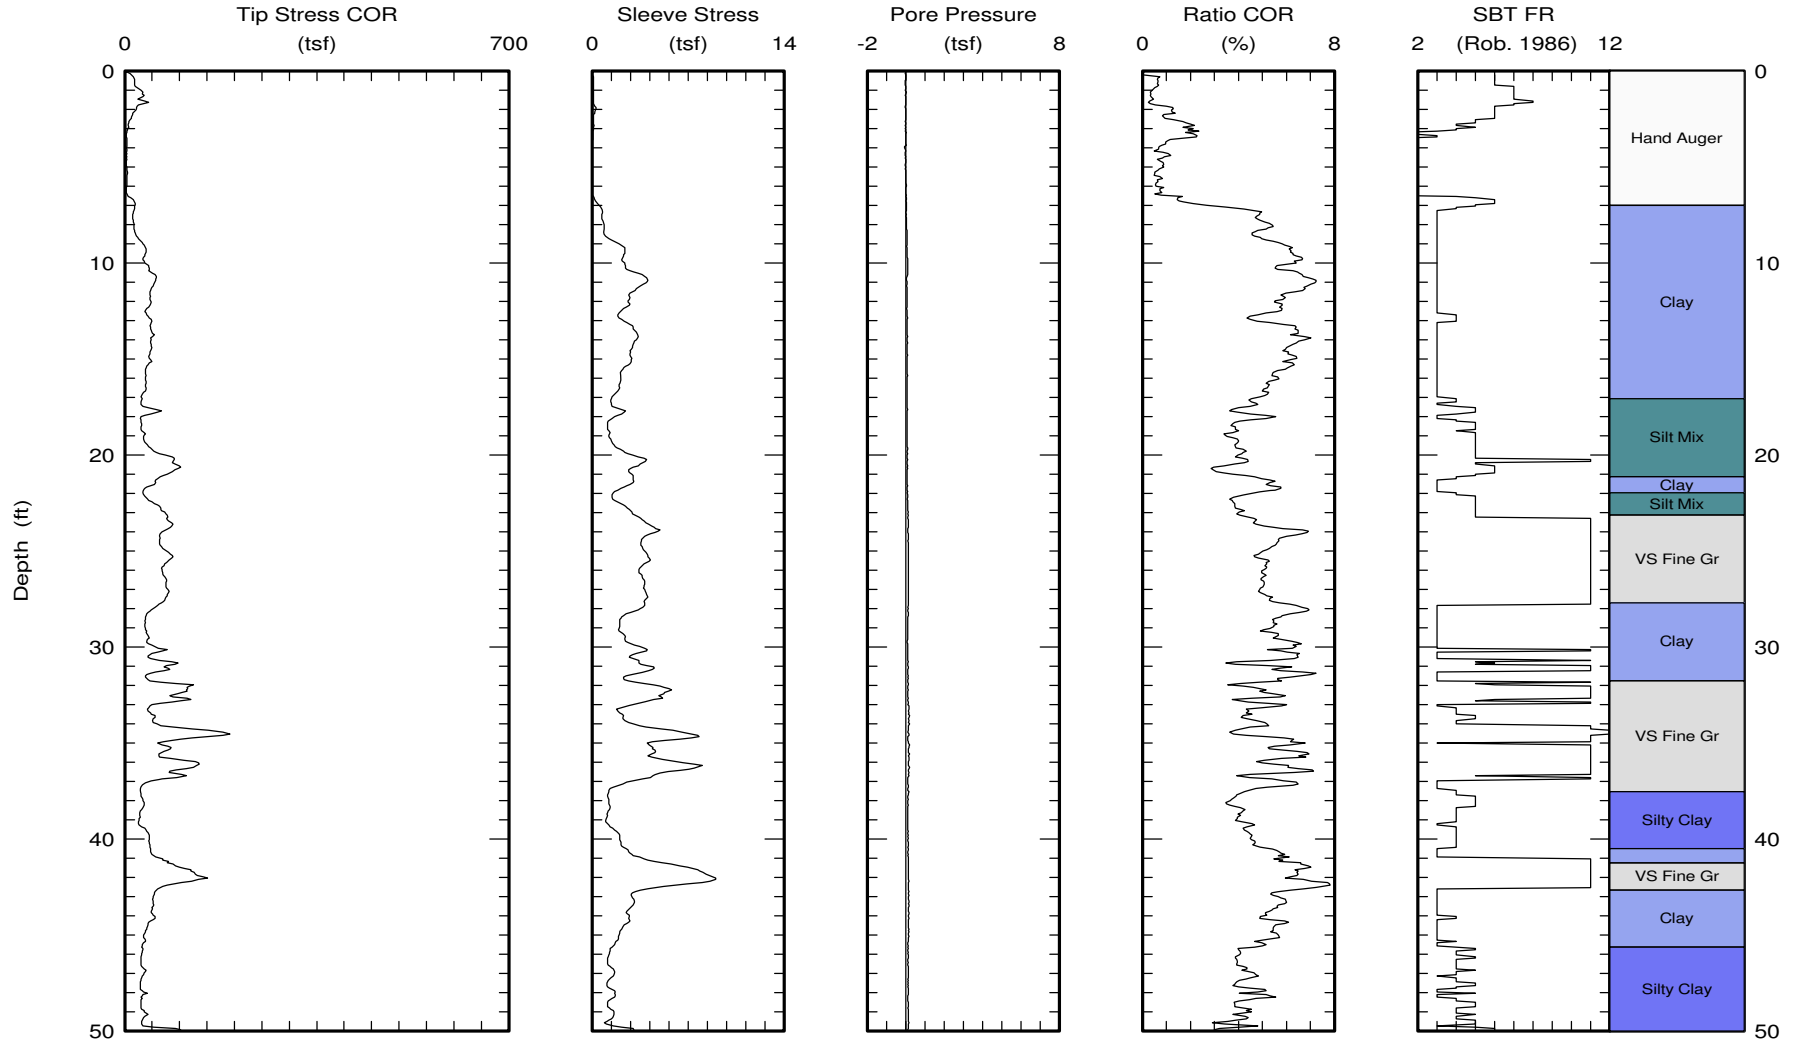 Tip Stress COR Sleeve Stress Pore Pressure Ratio COR SBT FR
0 (tsf) 700 0 (tsf) 14 -2 (tsf) 8 0 (%) 8 2 (Rob. 1986) 12
0 0
Hand Auger
10 10
Clay
Silt Mix
20 20
Clay
Silt Mix
Depth (ft)
VS Fine Gr
30 Clay 30
VS Fine Gr
Silty Clay
40 40
VS Fine Gr
Clay
Silty Clay
50 50